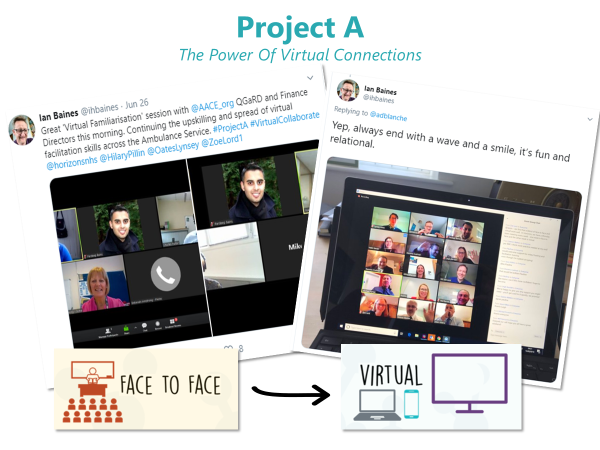 Project A
The Power Of Virtual Connections
Ian Baines @ihbaines · Jun 26
Great 'Virtual Familiarisation' session with @AACE_org QGaRD and Finance
Directors this morning. Continuing the upskilling and spread of virtual
facilitation skills across the Ambulance Service. #ProjectA #VirtualCollaborate
@horizonsnhs @HilaryPillin @OatesLynsey @ZoeLord1
8
Ian Baines
@ihbaines
Replying to @adblanche
Yep, always end with a wave and a smile, it's fun and
relational.
FACE TO FACE
VIRTUAL